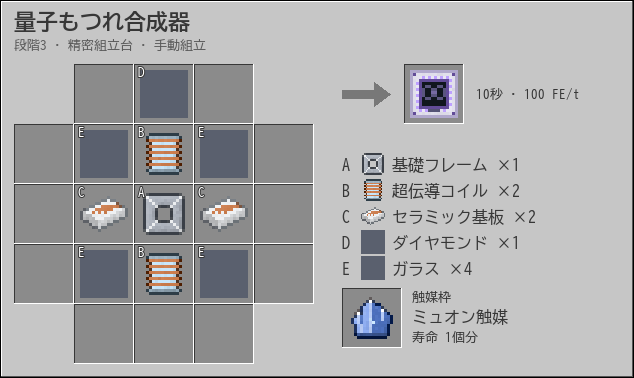 量子もつれ合成器
段階3 · 精密組立台 · 手動組立
D
E
B
E
C
A
C
E
B
E
10秒 · 100 FE/t
A 基礎フレーム ×1
B 超伝導コイル ×2
C セラミック基板 ×2
D ダイヤモンド ×1
E ガラス ×4
触媒枠
ミュオン触媒
寿命 1個分